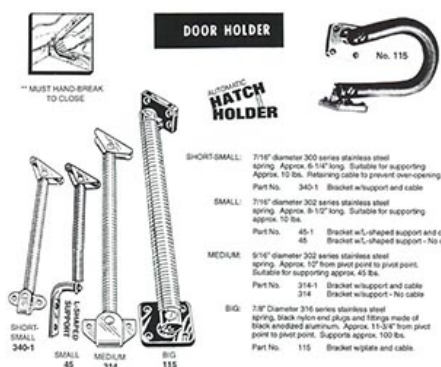 DOOR HOLDER
No. 115
** MUST HAND-BREAK
TO CLOSE
AUTOMATIC
HATCH
HOLDER
SHORT-SMALL: 7/16" diameter 300 series stainless steel
spring. Approx. 6-1/4" long. Suitable for supporting
Approx. 10 lbs. Retaining cable to prevent over-opening.
Part No. 340-1 Bracket w/support and cable
SMALL: 7/16" diameter 302 series stainless steel
spring. Approx. 8-1/2" long. Suitable for supporting
approx. 10 lbs.
Part No. 45-1 Bracket w/L-shaped support and
45 Bracket w/L-shaped support - No
MEDIUM: 9/16" diameter 302 series stainless steel
spring. Approx. 10" from pivot point to pivot point.
Suitable for supporting approx. 45 lbs.
Part No. 314-1 Bracket w/support and cable
314 Bracket w/support - No cable
BIG: 7/8" Diameter 316 series stainless steel
spring, black nylon end plugs and fittings made of
black anodized aluminum. Approx. 11-3/4" from pivot
point to pivot point. Supports approx. 100 lbs.
Part No. 115 Bracket w/plate and cable.
L-SHAPED
SUPPORT
SHORT-
SMALL
340-1
SMALL
45
MEDIUM
314
BIG
115